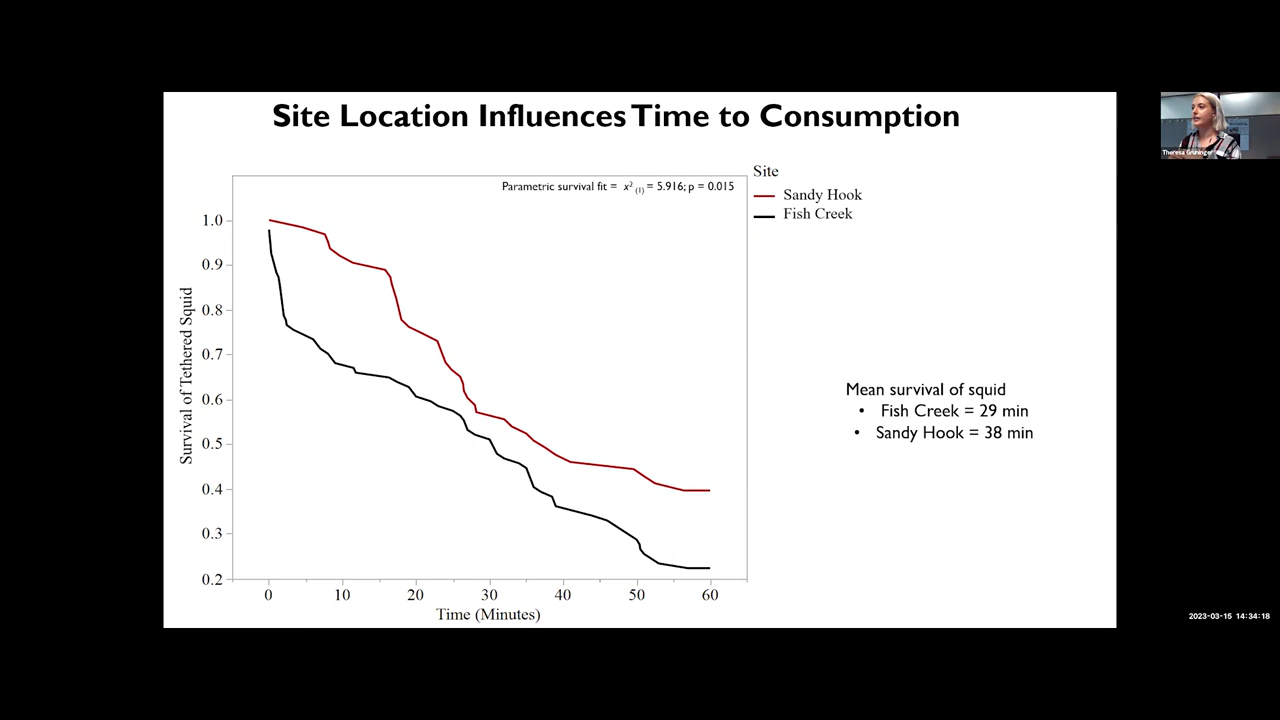 Site Location Influences Time to Consumption
Parametric survival fit = x² (1) = 5.916; p = 0.015
Site
Sandy Hook
Fish Creek
Survival of Tethered Squid
1.0
0.9
0.8
0.7
0.6
0.5
0.4
0.3
0.2
0 10 20 30 40 50 60
Time (Minutes)
Mean survival of squid
• Fish Creek = 29 min
• Sandy Hook = 38 min
Theresa Gruninger
2023-03-15 14:34:18